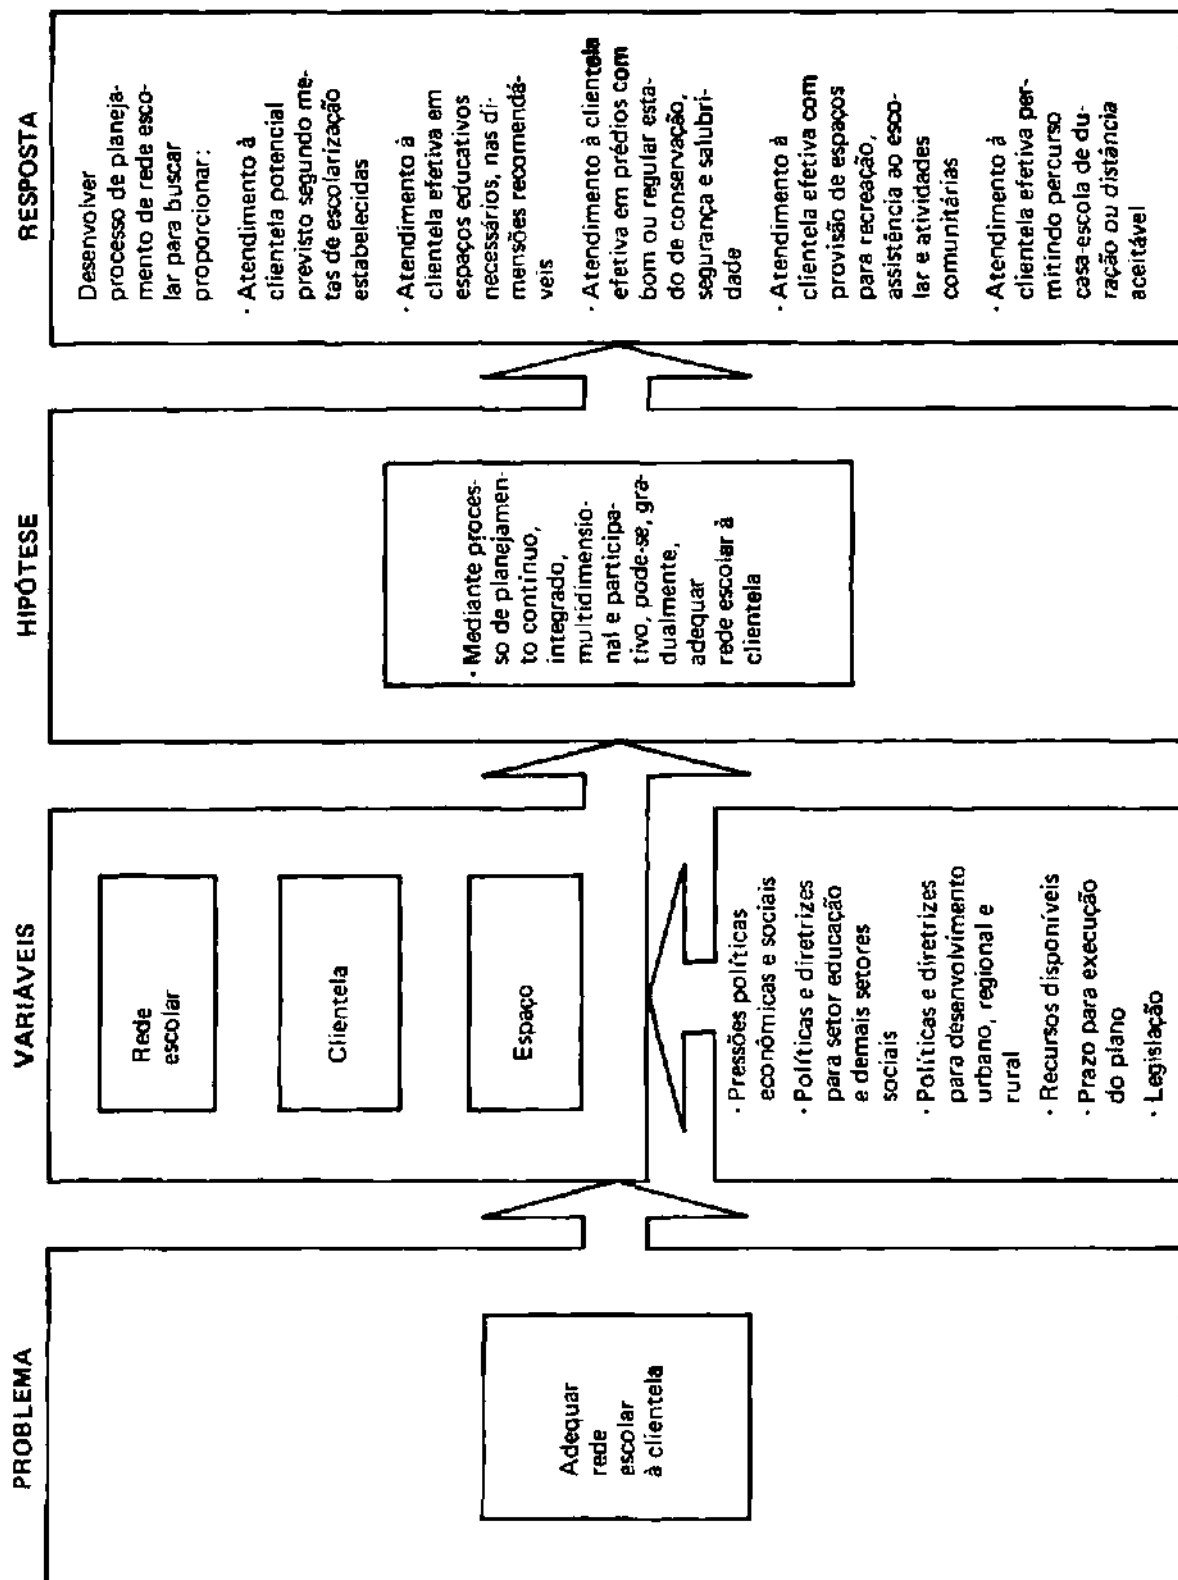 PROBLEMA
Adequar
rede
escolar
à clientela
VARIÁVEIS
Rede
escolar
Clientela
Espaço
· Pressões políticas
econômicas e sociais
· Políticas e diretrizes
para setor educação
e demais setores
sociais
· Políticas e diretrizes
para desenvolvimento
urbano, regional e
rural
· Recursos disponíveis
· Prazo para execução
do plano
· Legislação
HIPÓTESE
· Mediante proces-
so de planejamen-
to contínuo,
integrado,
multidimensio-
nal e participa-
tivo, pode-se, gra-
dualmente,
adequar
rede escolar à
clientela
RESPOSTA
Desenvolver
processo de planeja-
mento de rede esco-
lar para buscar
proporcionar:
· Atendimento à
clientela potencial
previsto segundo me-
tas de escolarização
estabelecidas
· Atendimento à
clientela efetiva em
espaços educativos
necessários, nas di-
mensões recomendá-
veis
· Atendimento à clientela
efetiva em prédios com
bom ou regular esta-
do de conservação,
segurança e salubri-
dade
· Atendimento à
clientela efetiva com
provisão de espaços
para recreação,
assistência ao esco-
lar e atividades
comunitárias
· Atendimento à
clientela efetiva per-
mitindo percurso
casa-escola de du-
ração ou distância
aceitável